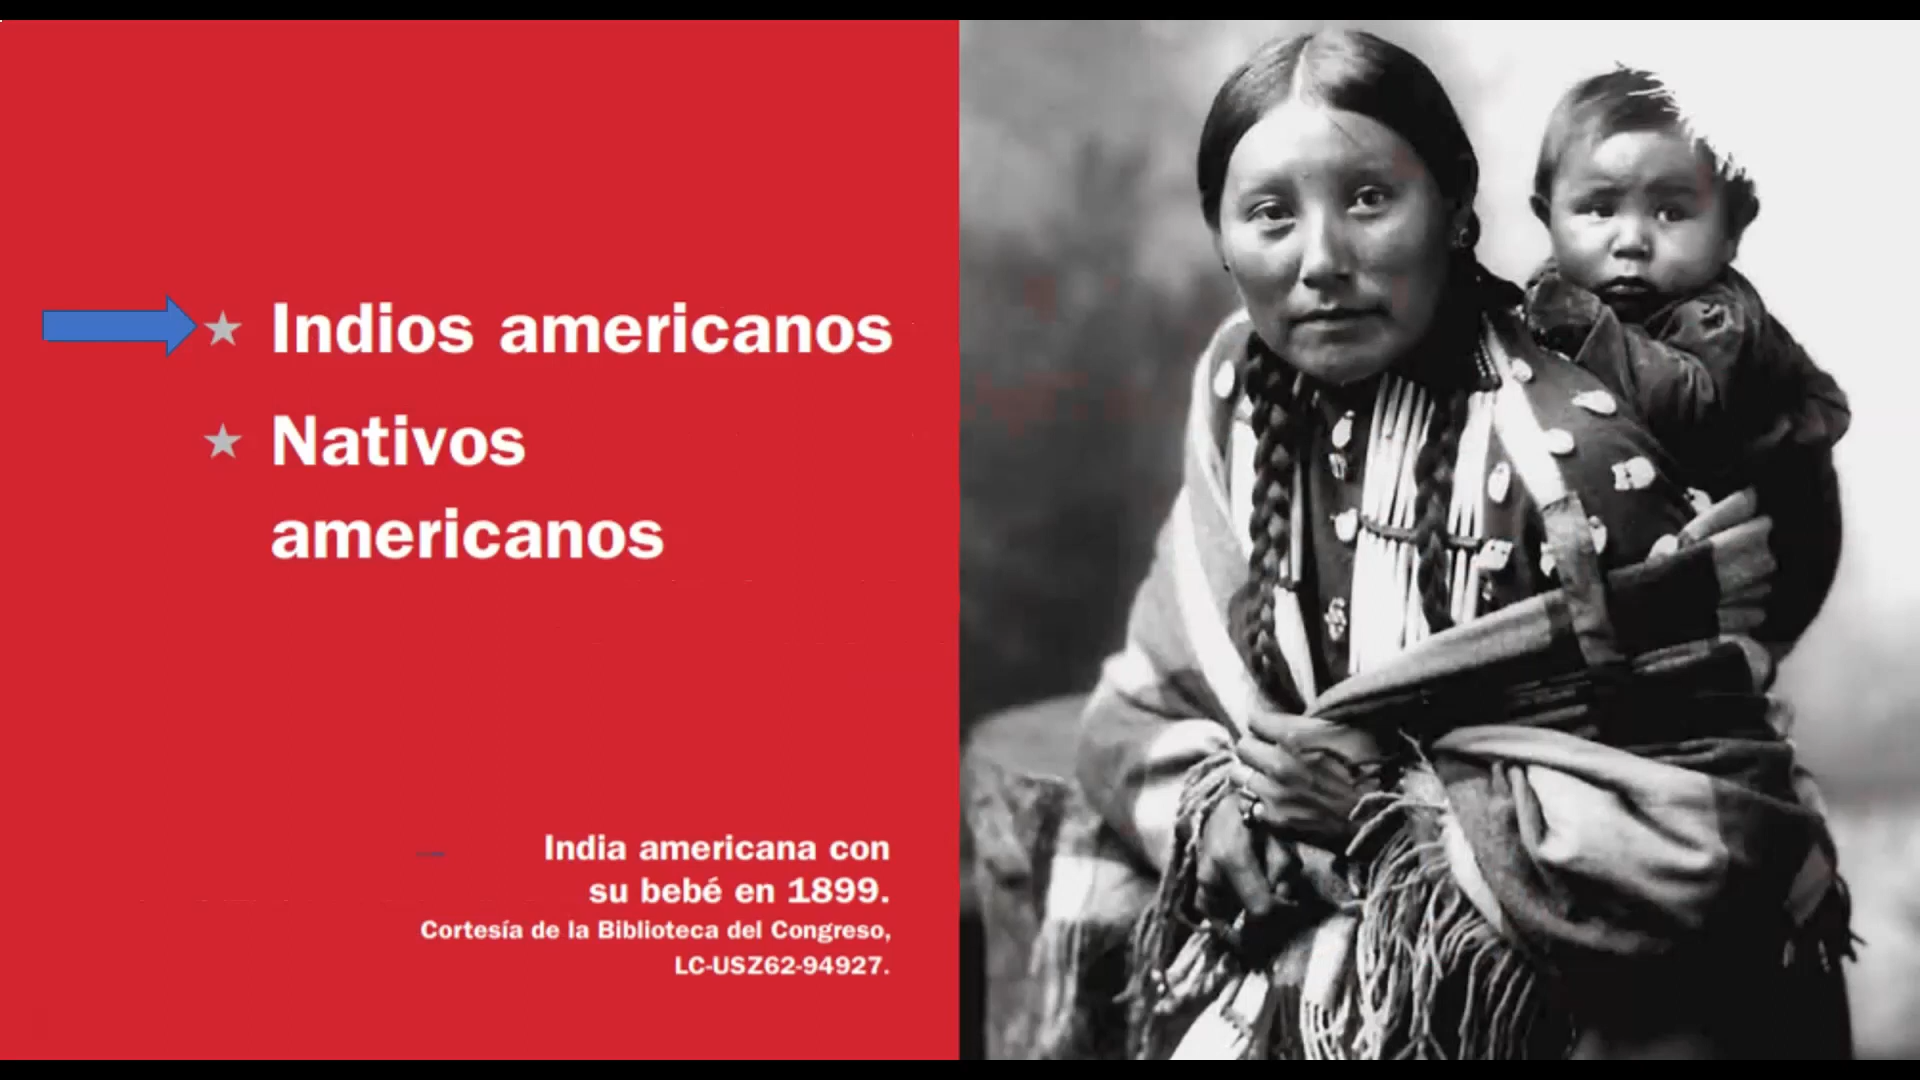 Indios americanos
Nativos
americanos
India americana con
su bebé en 1899.
Cortesía de la Biblioteca del Congreso,
LC-USZ62-94927.